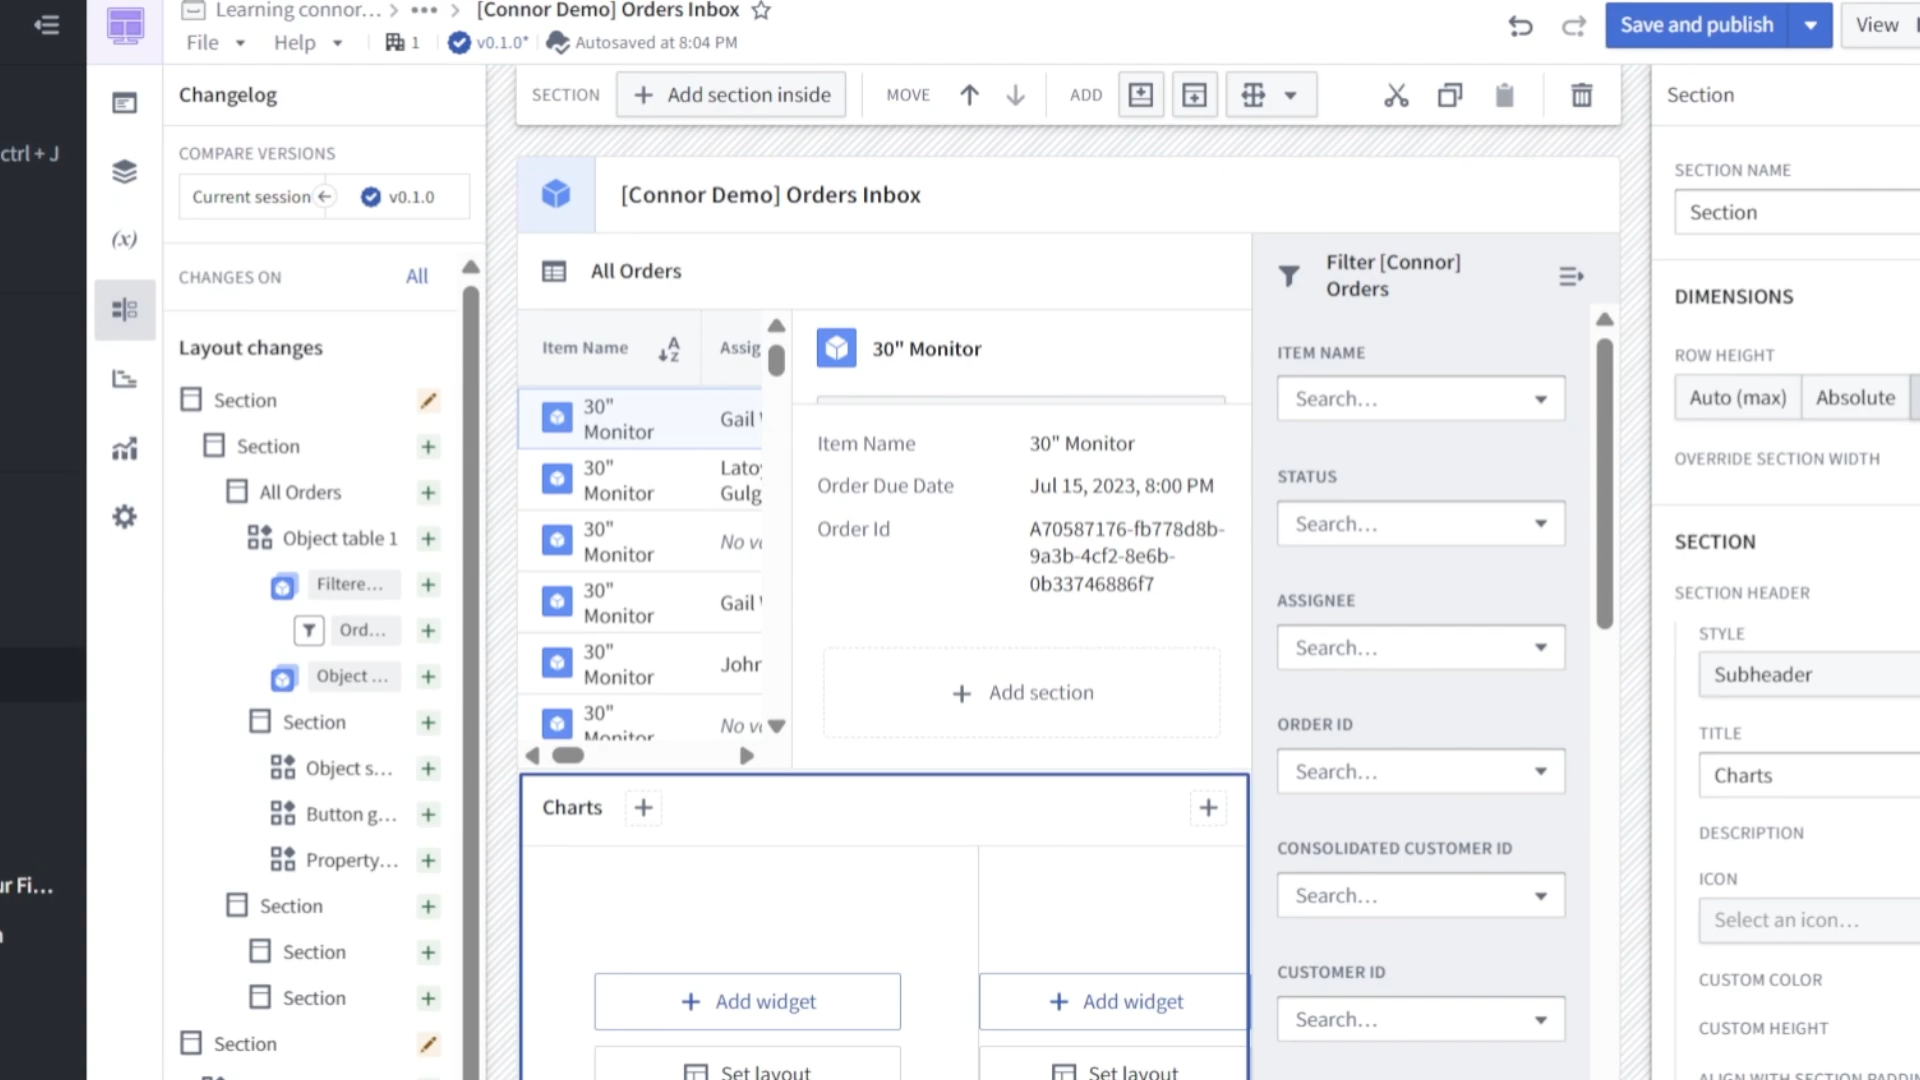 Learning connor... > ••• > [Connor Demo] Orders Inbox
File Help 1 v0.1.0* Autosaved at 8:04 PM
Save and publish
View
ctrl + J
Changelog
COMPARE VERSIONS
Current session v0.1.0
CHANGES ON All
Layout changes
Section
Section
All Orders
Object table 1
Filtere...
Ord...
Object ...
Section
Object s...
Button g...
Property...
Section
Section
Section
Section
SECTION + Add section inside MOVE ADD
[Connor Demo] Orders Inbox
All Orders
Item Name Assig
30" Monitor Gail
30" Monitor Lato Gulg
30" Monitor No v
30" Monitor Gail
30" Monitor John
30" Monitor No v
30" Monitor
Item Name 30" Monitor
Order Due Date Jul 15, 2023, 8:00 PM
Order Id A70587176-fb778d8b-
9a3b-4cf2-8e6b-
0b33746886f7
+ Add section
Charts + +
+ Add widget + Add widget
Set layout Set layout
Filter [Connor]
Orders
ITEM NAME
Search...
STATUS
Search...
ASSIGNEE
Search...
ORDER ID
Search...
CONSOLIDATED CUSTOMER ID
Search...
CUSTOMER ID
Search...
Section
SECTION NAME
Section
DIMENSIONS
ROW HEIGHT
Auto (max) Absolute
OVERRIDE SECTION WIDTH
SECTION
SECTION HEADER
STYLE
Subheader
TITLE
Charts
DESCRIPTION
ICON
Select an icon...
CUSTOM COLOR
CUSTOM HEIGHT
ALIGN WITH SECTION PADDIN
ur Fi...